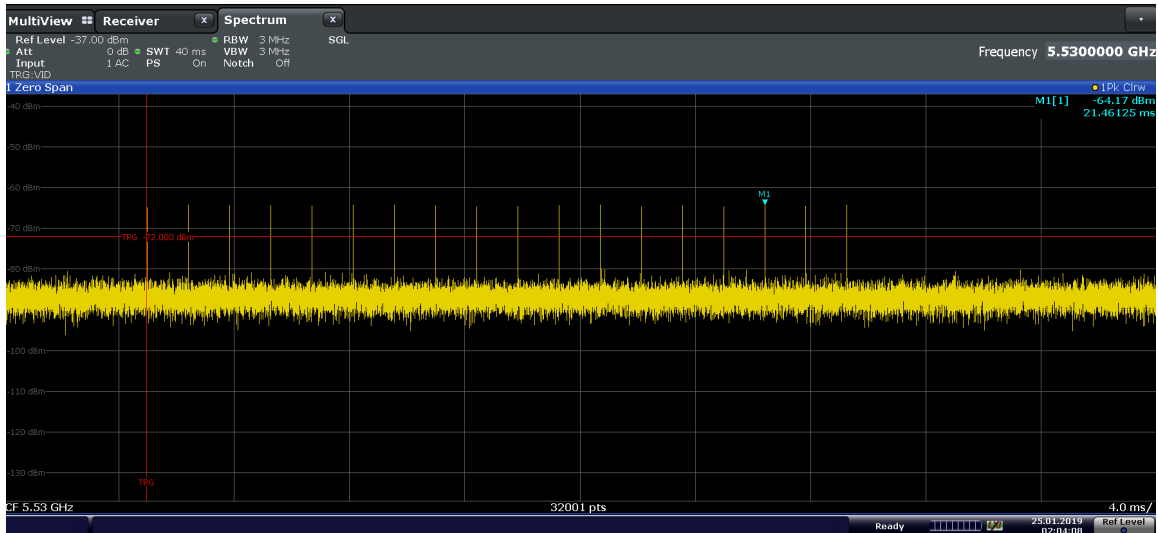 MultiView Receiver X Spectrum X
Ref Level -37.00 dBm RBW 3 MHz SGL
Att 0 dB SWT 40 ms VBW 3 MHz Frequency 5.5300000 GHz
Input 1 AC PS On Notch Off
TRG:VID
1 Zero Span 1Pk Clrw
M1[1] -64.17 dBm
21.46125 ms
-40 dBm
-50 dBm
-60 dBm
M1
-70 dBm
TRG -72.000 dBm
-80 dBm
-100 dBm
-110 dBm
-120 dBm
-130 dBm
TRG
CF 5.53 GHz 32001 pts 4.0 ms/
Ready 25.01.2019 Ref Level
02:04:08